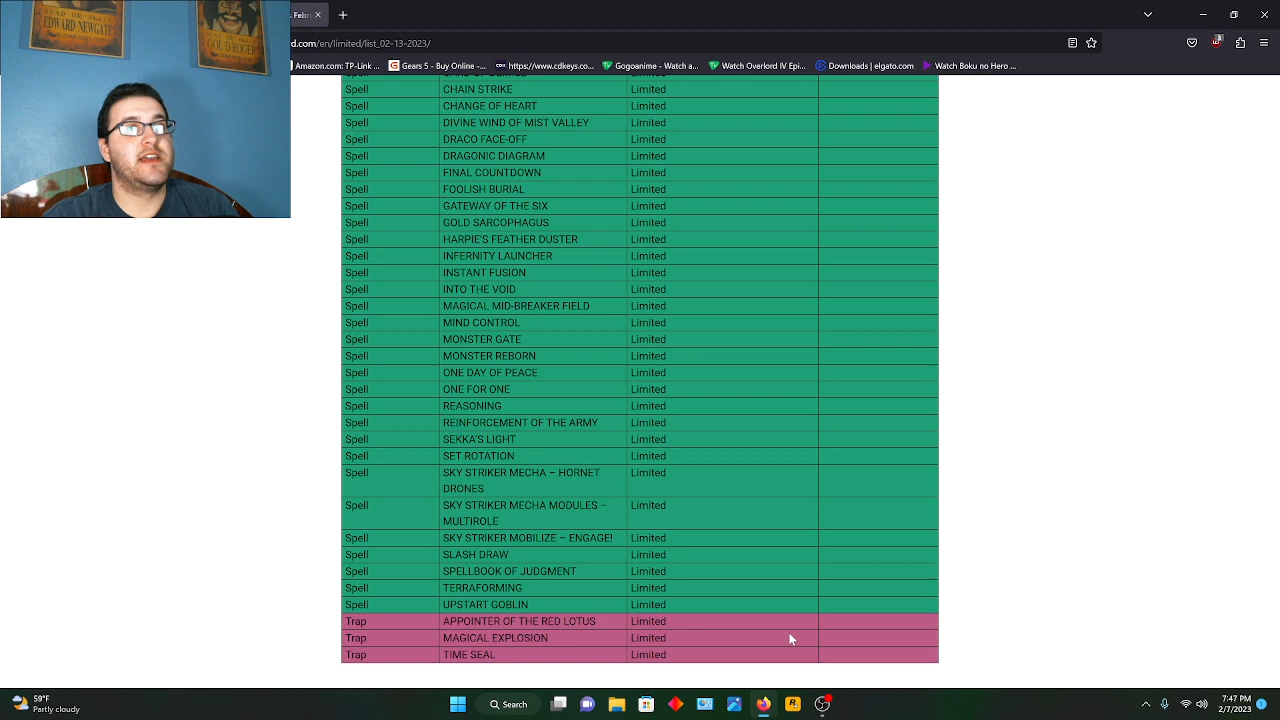 DEAD OR ALIVE
EDWARD NEWGATE
GOL·D·ROGER
Firefox
d.com/list_02-13-2023/
Amazon.com: TP-Link ...
Gears 5 - Buy Online -...
https://www.cdkeys.co...
Gogoanime - Watch a...
Watch Overlord IV Epi...
Downloads | elgato.com
Watch Boku no Hero ...
Spell CHAIN STRIKE Limited
Spell CHANGE OF HEART Limited
Spell DIVINE WIND OF MIST VALLEY Limited
Spell DRACO FACE-OFF Limited
Spell DRAGONIC DIAGRAM Limited
Spell FINAL COUNTDOWN Limited
Spell FOOLISH BURIAL Limited
Spell GATEWAY OF THE SIX Limited
Spell GOLD SARCOPHAGUS Limited
Spell HARPIE'S FEATHER DUSTER Limited
Spell INFERNITY LAUNCHER Limited
Spell INSTANT FUSION Limited
Spell INTO THE VOID Limited
Spell MAGICAL MID-BREAKER FIELD Limited
Spell MIND CONTROL Limited
Spell MONSTER GATE Limited
Spell MONSTER REBORN Limited
Spell ONE DAY OF PEACE Limited
Spell ONE FOR ONE Limited
Spell REASONING Limited
Spell REINFORCEMENT OF THE ARMY Limited
Spell SEKKA'S LIGHT Limited
Spell SET ROTATION Limited
Spell SKY STRIKER MECHA – HORNET Limited
DRONES
Spell SKY STRIKER MECHA MODULES – Limited
MULTIROLE
Spell SKY STRIKER MOBILIZE – ENGAGE! Limited
Spell SLASH DRAW Limited
Spell SPELLBOOK OF JUDGMENT Limited
Spell TERRAFORMING Limited
Spell UPSTART GOBLIN Limited
Trap APPOINTER OF THE RED LOTUS Limited
Trap MAGICAL EXPLOSION Limited
Trap TIME SEAL Limited
59°F
Partly cloudy
Search
7:47 PM
2/7/2023